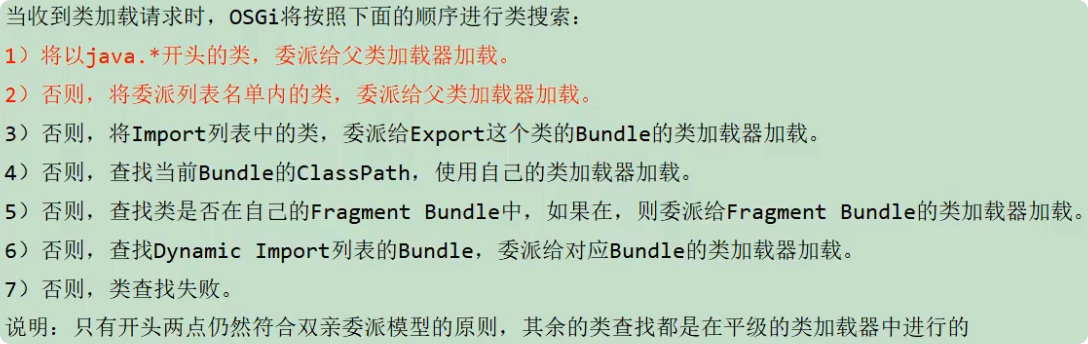 当收到类加载请求时，OSGi将按照下面的顺序进行类搜索：
1）将以java.*开头的类，委派给父类加载器加载。
2）否则，将委派列表名单内的类，委派给父类加载器加载。
3）否则，将Import列表中的类，委派给Export这个类的Bundle的类加载器加载。
4）否则，查找当前Bundle的ClassPath，使用自己的类加载器加载。
5）否则，查找类是否在自己的Fragment Bundle中，如果在，则委派给Fragment Bundle的类加载器加载。
6）否则，查找Dynamic Import列表的Bundle，委派给对应Bundle的类加载器加载。
7）否则，类查找失败。
说明：只有开头两点仍然符合双亲委派模型的原则，其余的类查找都是在平级的类加载器中进行的